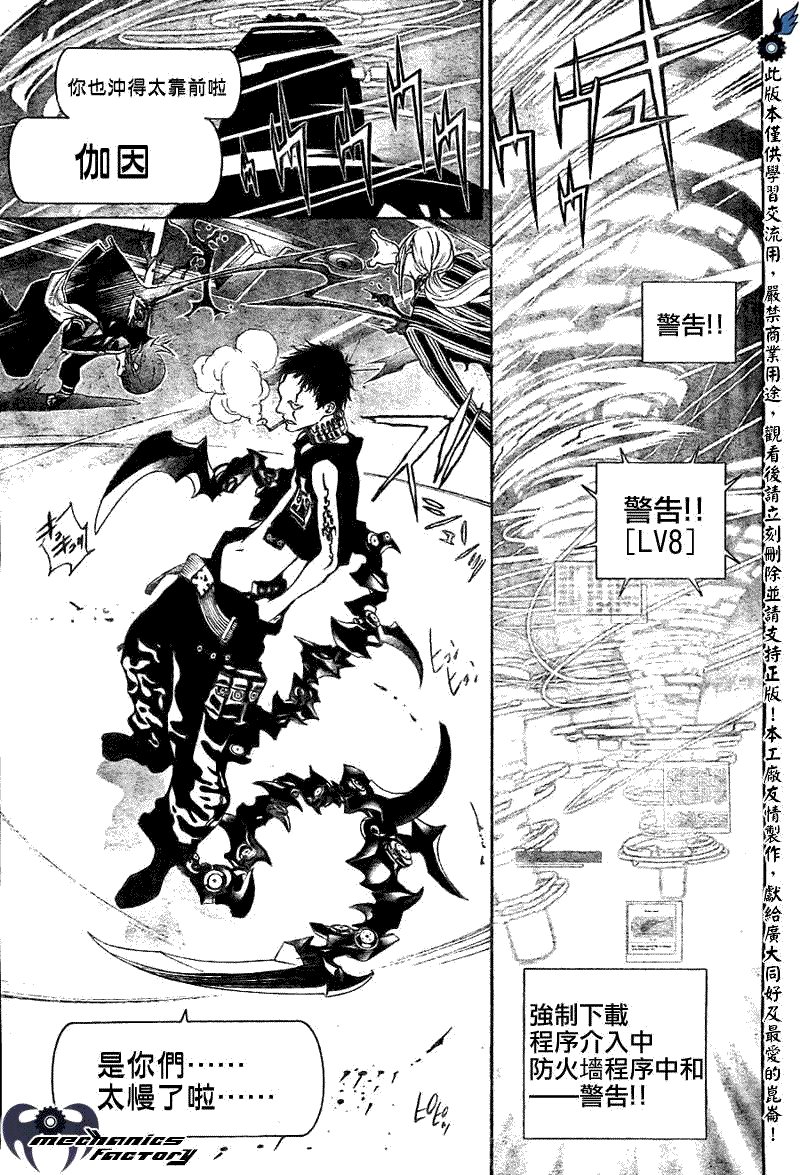 警告!!
警告!!
[LV8]
強制下載
程序介入中
防火墻程序中和
——警告!!
你也沖得太靠前啦
伽因
是你們……
太慢了啦……
mechanics
factory
此版本僅供學習交流用，嚴禁商業用途，觀看後請立刻刪除並請支持正版！本工廠友情製作，獻給廣大同好及最愛的崑崙！